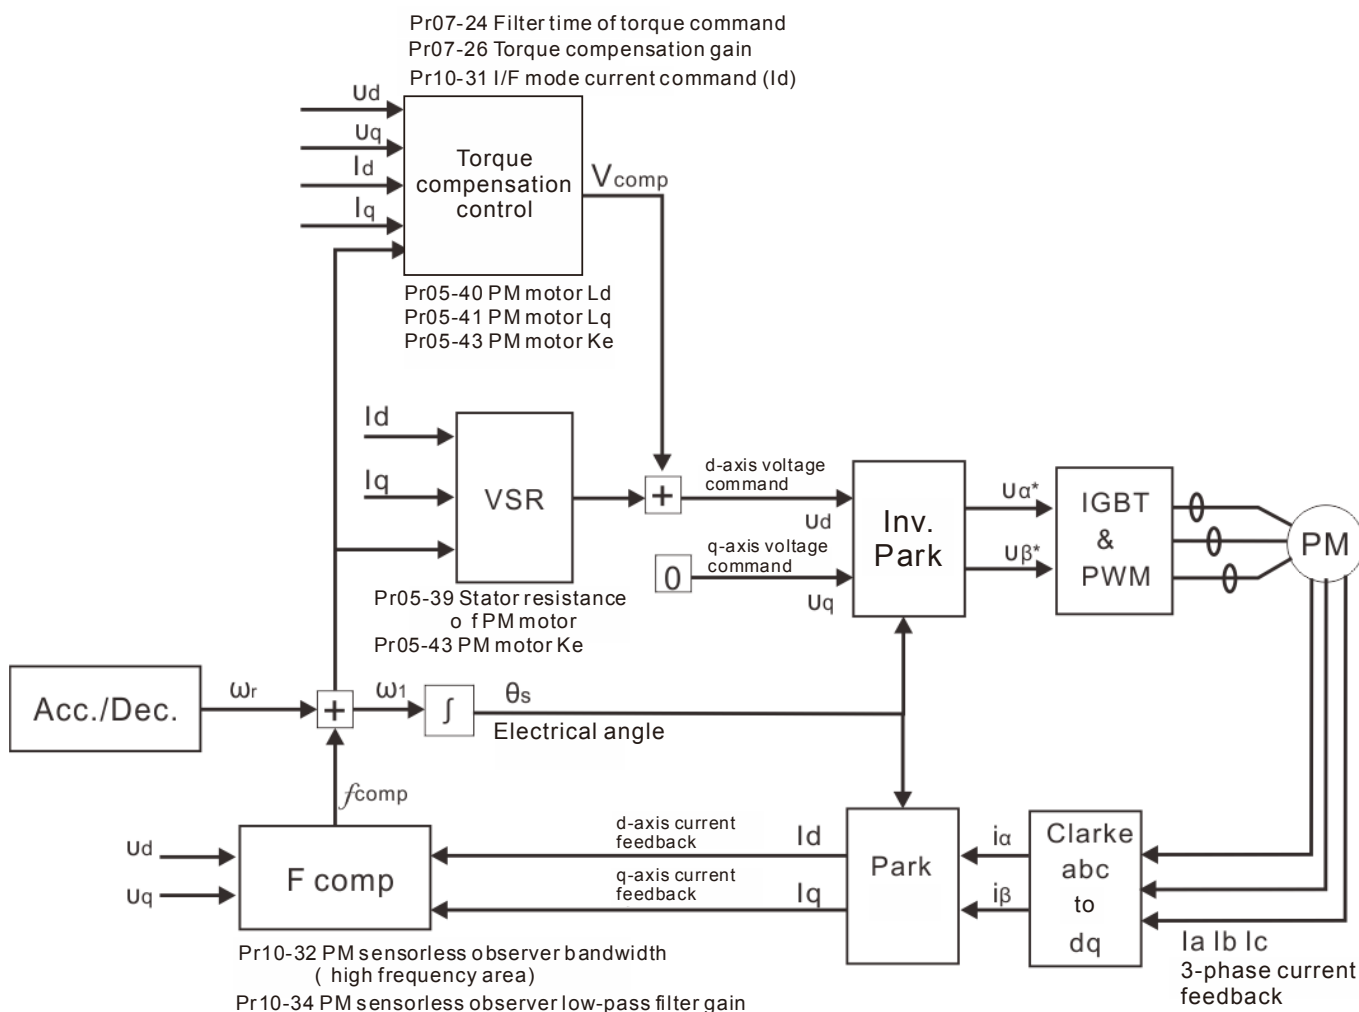 Pr07-24 Filter time of torque command
Pr07-26 Torque compensation gain
Pr10-31 I/F mode current command (Id)
ud
uq
Id
Iq
Torque
compensation
control
Vcomp
Pr05-40 PM motor Ld
Pr05-41 PM motor Lq
Pr05-43 PM motor Ke
Id
Iq
VSR
+
d-axis voltage
command
ud
q-axis voltage
command
0
uq
Inv.
Park
uα*
uβ*
IGBT
&
PWM
PM
Pr05-39 Stator resistance
o f PM motor
Pr05-43 PM motor Ke
Acc./Dec.
ωr
+
ω1
∫
θs
Electrical angle
fcomp
ud
uq
F comp
d-axis current
feedback
Id
q-axis current
feedback
Iq
Park
iα
iβ
Clarke
abc
to
dq
Ia Ib Ic
3-phase current
feedback
Pr10-32 PM sensorless observer bandwidth
( high frequency area)
Pr10-34 PM sensorless observer low-pass filter gain